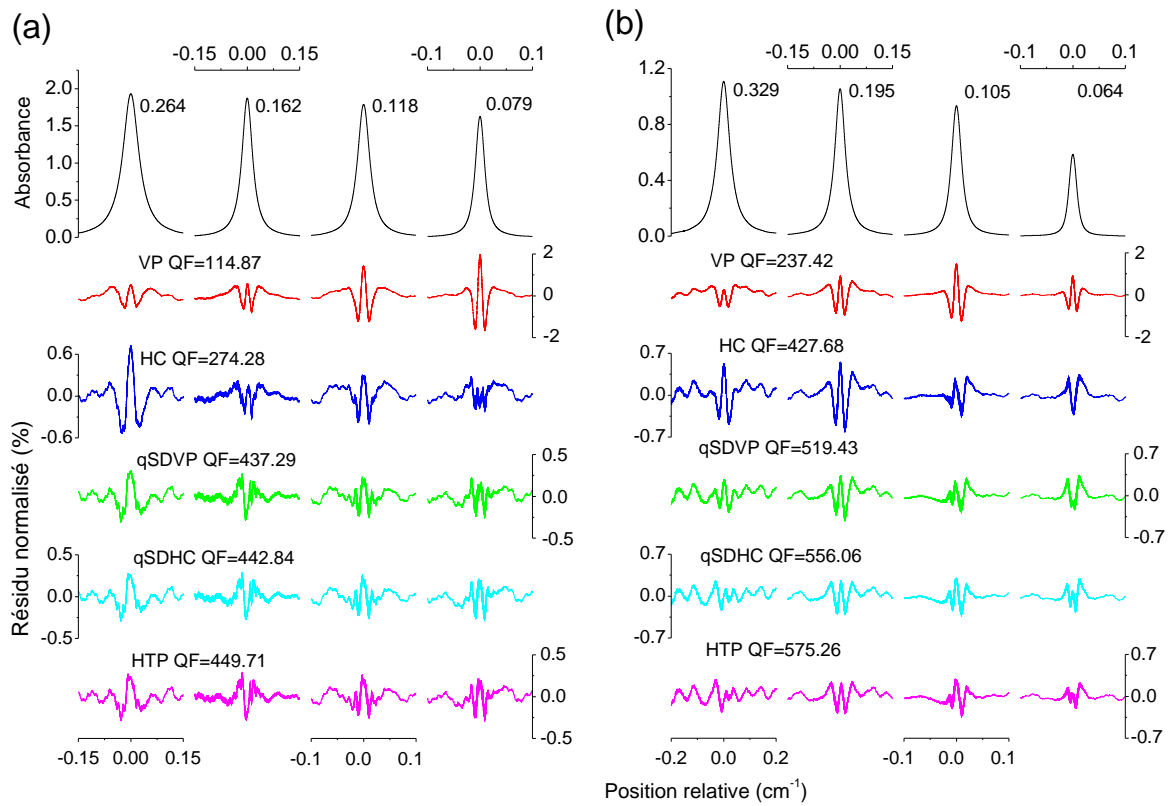 (a)
-0.15 0.00 0.15
-0.1 0.0 0.1
2.0
1.5
1.0
0.5
0.0
Absorbance
0.264
0.162
0.118
0.079
VP QF=114.87
2
0
-2
HC QF=274.28
0.6
0.0
-0.6
qSDVP QF=437.29
0.5
0.0
-0.5
qSDHC QF=442.84
0.5
0.0
-0.5
HTP QF=449.71
0.5
0.0
-0.5
Résidu normalisé (%)
-0.15 0.00 0.15
-0.1 0.0 0.1
(b)
-0.15 0.00 0.15
-0.1 0.0 0.1
1.2
0.9
0.6
0.3
0.0
0.329
0.195
0.105
0.064
VP QF=237.42
2
0
-2
HC QF=427.68
0.7
0.0
-0.7
qSDVP QF=519.43
0.7
0.0
-0.7
qSDHC QF=556.06
0.7
0.0
-0.7
HTP QF=575.26
0.7
0.0
-0.7
-0.2 0.0 0.2
-0.1 0.0 0.1
Position relative (cm⁻¹)